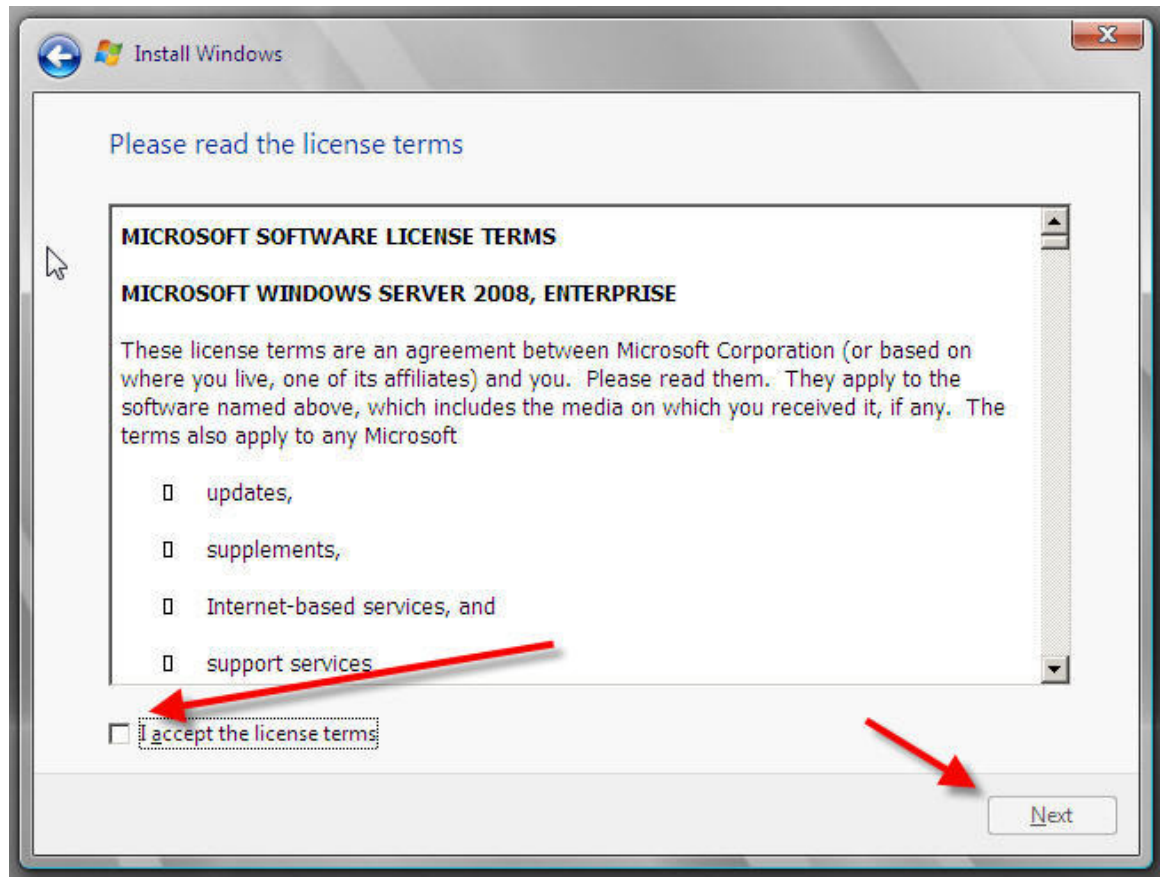 Install Windows
Please read the license terms
MICROSOFT SOFTWARE LICENSE TERMS
MICROSOFT WINDOWS SERVER 2008, ENTERPRISE
These license terms are an agreement between Microsoft Corporation (or based on
where you live, one of its affiliates) and you.  Please read them.  They apply to the
software named above, which includes the media on which you received it, if any.  The
terms also apply to any Microsoft
updates,
supplements,
Internet-based services, and
support services
I accept the license terms
Next